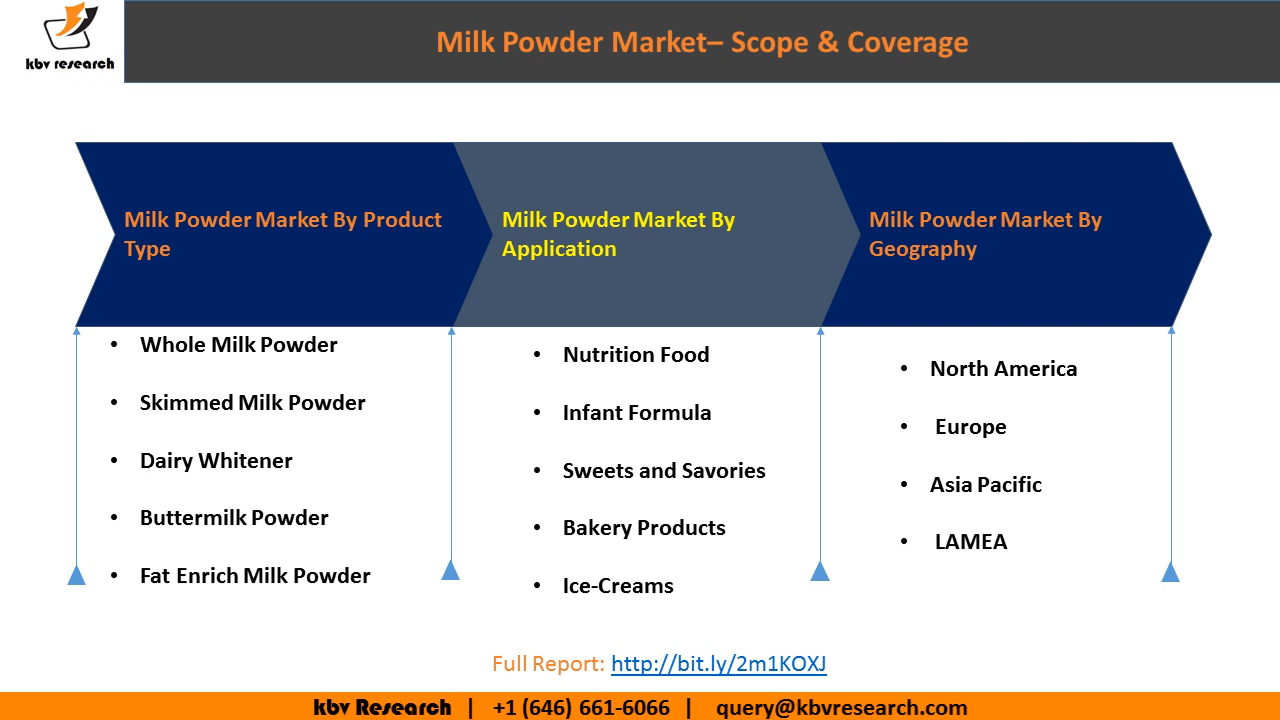 kbv research
Milk Powder Market– Scope & Coverage
Milk Powder Market By Product
Type
Milk Powder Market By
Application
Milk Powder Market By
Geography
• Whole Milk Powder
• Skimmed Milk Powder
• Dairy Whitener
• Buttermilk Powder
• Fat Enrich Milk Powder
• Nutrition Food
• Infant Formula
• Sweets and Savories
• Bakery Products
• Ice-Creams
• North America
• Europe
• Asia Pacific
• LAMEA
Full Report: http://bit.ly/2m1KOXJ
kbv Research | +1 (646) 661-6066 | query@kbvresearch.com